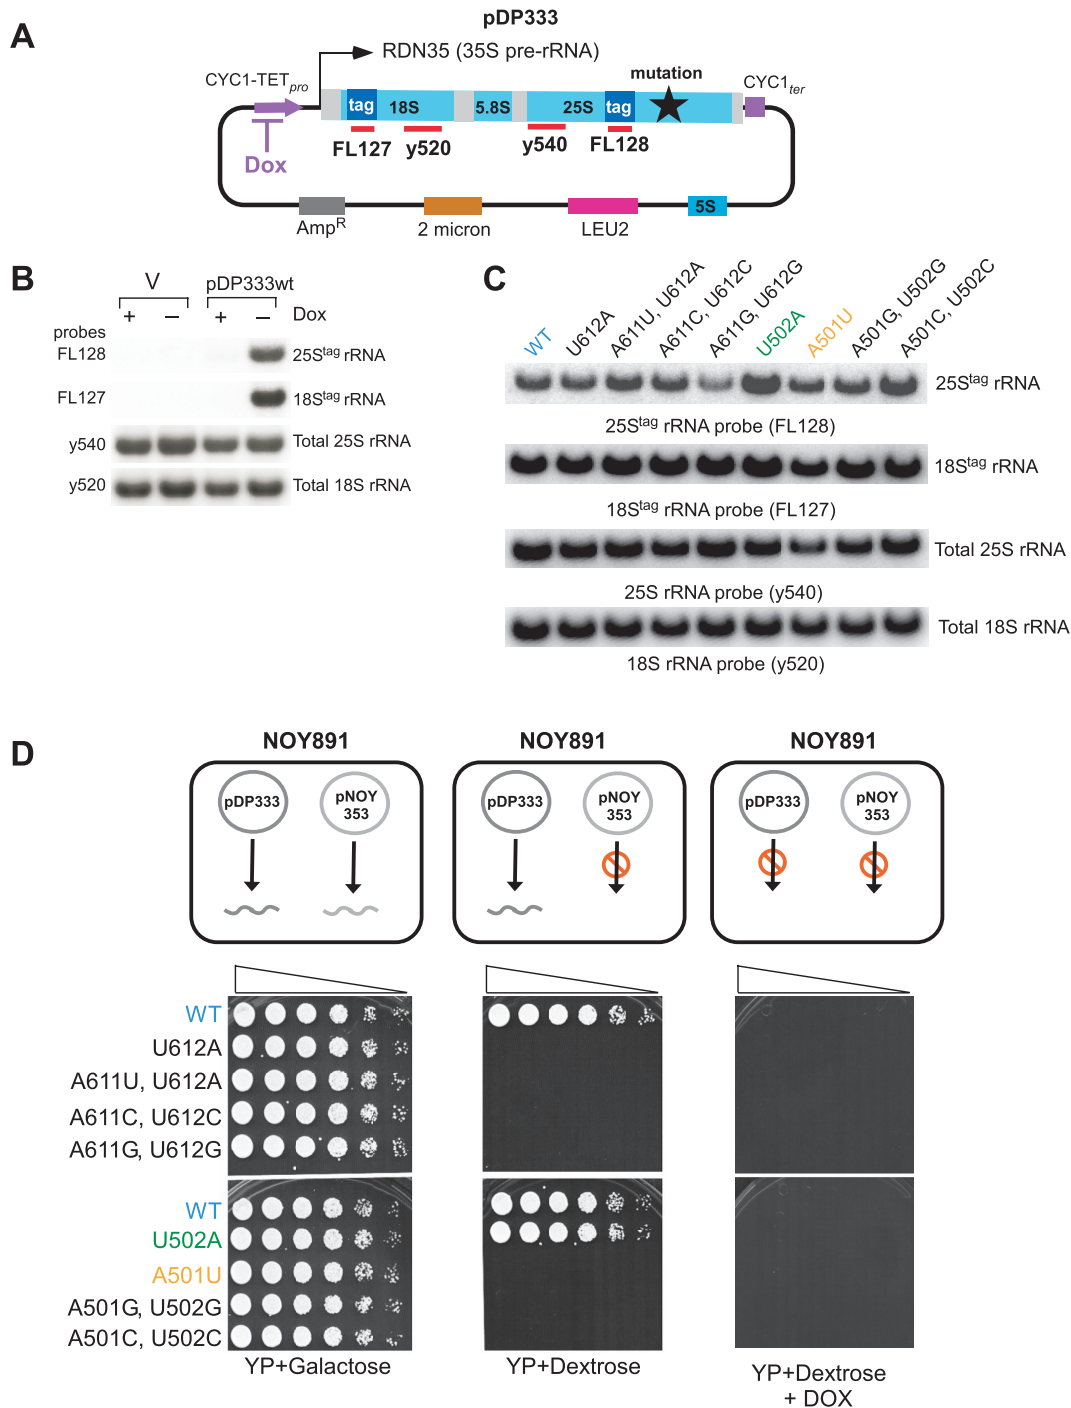 A
pDP333
RDN35 (35S pre-rRNA)
CYC1-TETpro
mutation
CYC1ter
tag
18S
5.8S
25S
tag
FL127
y520
y540
FL128
Dox
5S
AmpR
2 micron
LEU2
B
V
pDP333wt
+
–
+
–
Dox
probes
FL128
25Stag rRNA
FL127
18Stag rRNA
y540
Total 25S rRNA
y520
Total 18S rRNA
C
WT
U612A
A611U, U612A
A611C, U612C
A611G, U612G
U502A
A501U
A501G, U502G
A501C, U502C
25Stag rRNA
25Stag rRNA probe (FL128)
18Stag rRNA
18Stag rRNA probe (FL127)
Total 25S rRNA
25S rRNA probe (y540)
Total 18S rRNA
18S rRNA probe (y520)
D
NOY891
NOY891
NOY891
pDP333
pNOY
353
pDP333
pNOY
353
pDP333
pNOY
353
WT
U612A
A611U, U612A
A611C, U612C
A611G, U612G
WT
U502A
A501U
A501G, U502G
A501C, U502C
YP+Galactose
YP+Dextrose
YP+Dextrose
+ DOX